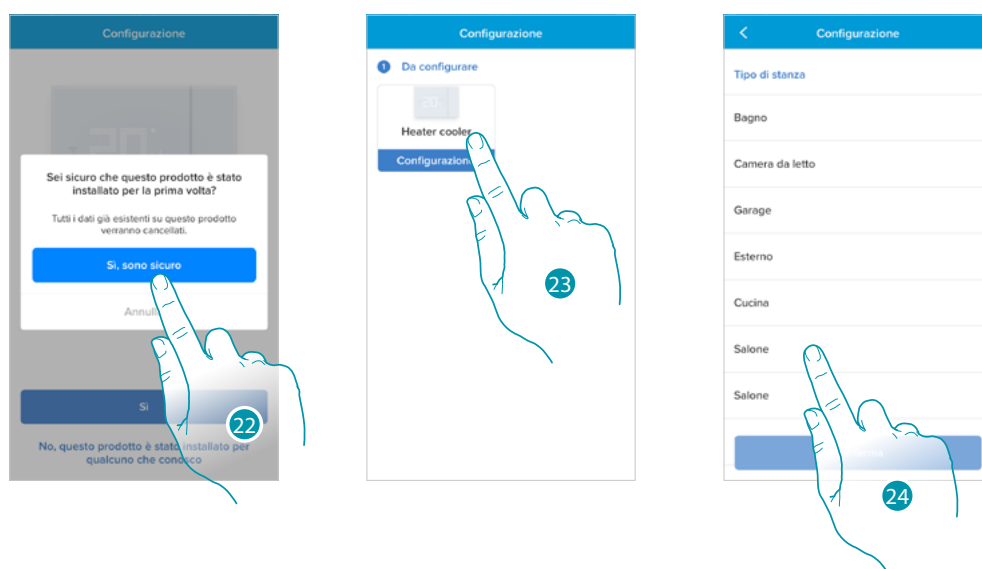 Configurazione
Sei sicuro che questo prodotto è stato
installato per la prima volta?
Tutti i dati già esistenti su questo prodotto
verranno cancellati.
Sì, sono sicuro
Annull
Sì
No, questo prodotto è stato installato per
qualcuno che conosco
22
Configurazione
1 Da configurare
20
Heater cooler
Configurazion
23
Configurazione
Tipo di stanza
Bagno
Camera da letto
Garage
Esterno
Cucina
Salone
Salone
24